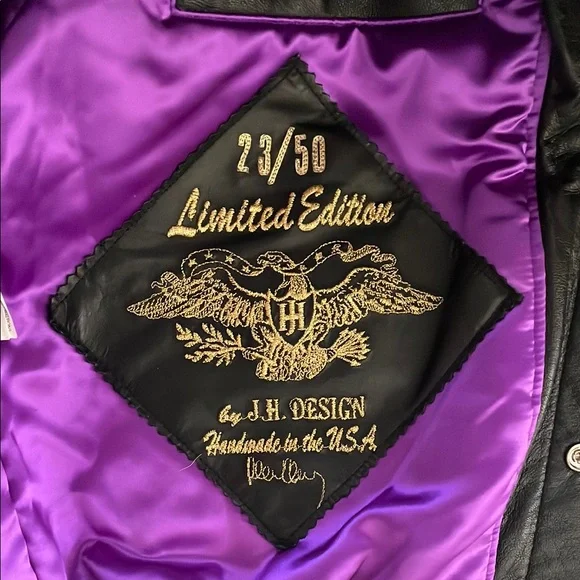 23/50
Limited Edition
JH
by J.H. DESIGN
Handmade in the U.S.A.